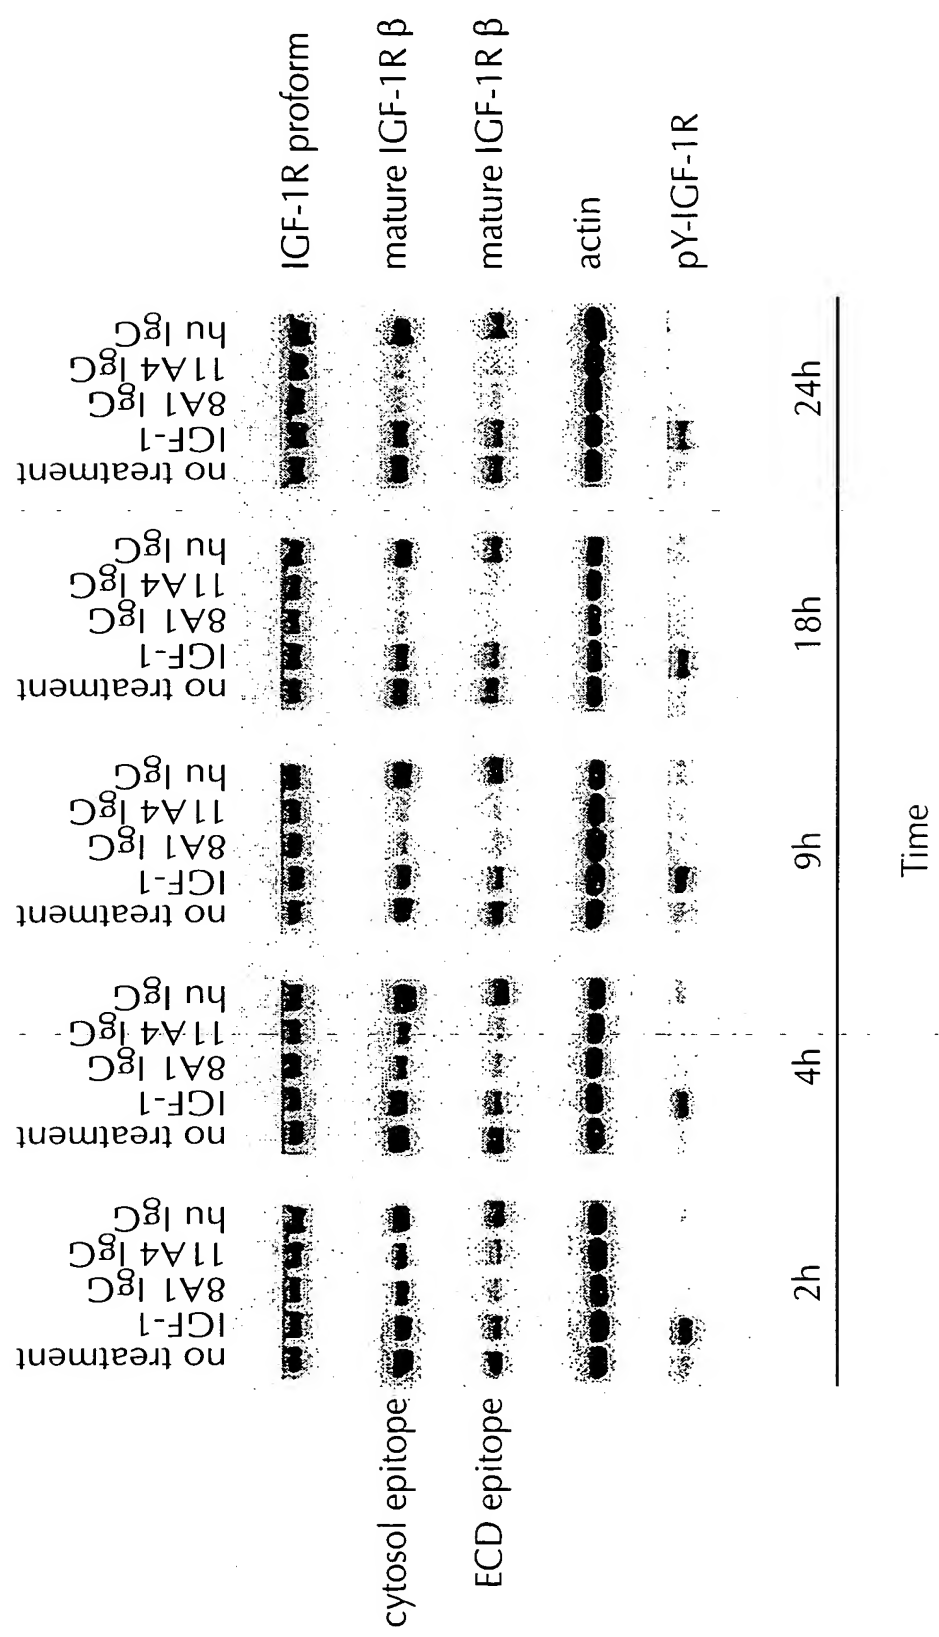 no treatment
IGF-1
8A1 IgG
11A4 IgG
hu IgG
no treatment
IGF-1
8A1 IgG
11A4 IgG
hu IgG
no treatment
IGF-1
8A1 IgG
11A4 IgG
hu IgG
no treatment
IGF-1
8A1 IgG
11A4 IgG
hu IgG
no treatment
IGF-1
8A1 IgG
11A4 IgG
hu IgG
IGF-1R proform
cytosol epitope
mature IGF-1R β
ECD epitope
mature IGF-1R β
actin
pY-IGF-1R
2h
4h
9h
18h
24h
Time